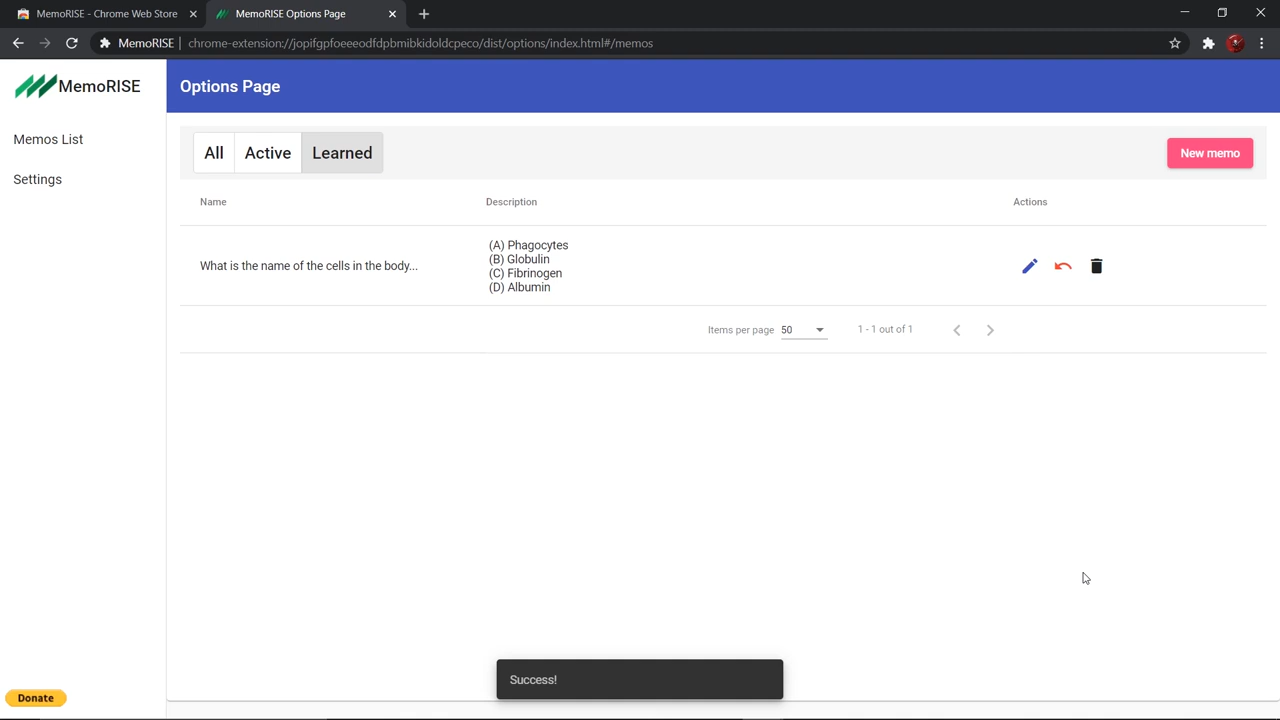 MemoRISE - Chrome Web Store
MemoRISE Options Page
MemoRISE | chrome-extension://jopifgpfoeeeodfdpbmibkidoldcpeco/dist/options/index.html#/memos
MemoRISE
Options Page
Memos List
Settings
All Active Learned
New memo
Name Description Actions
What is the name of the cells in the body...
(A) Phagocytes
(B) Globulin
(C) Fibrinogen
(D) Albumin
Items per page 50 1 - 1 out of 1
Success!
Donate